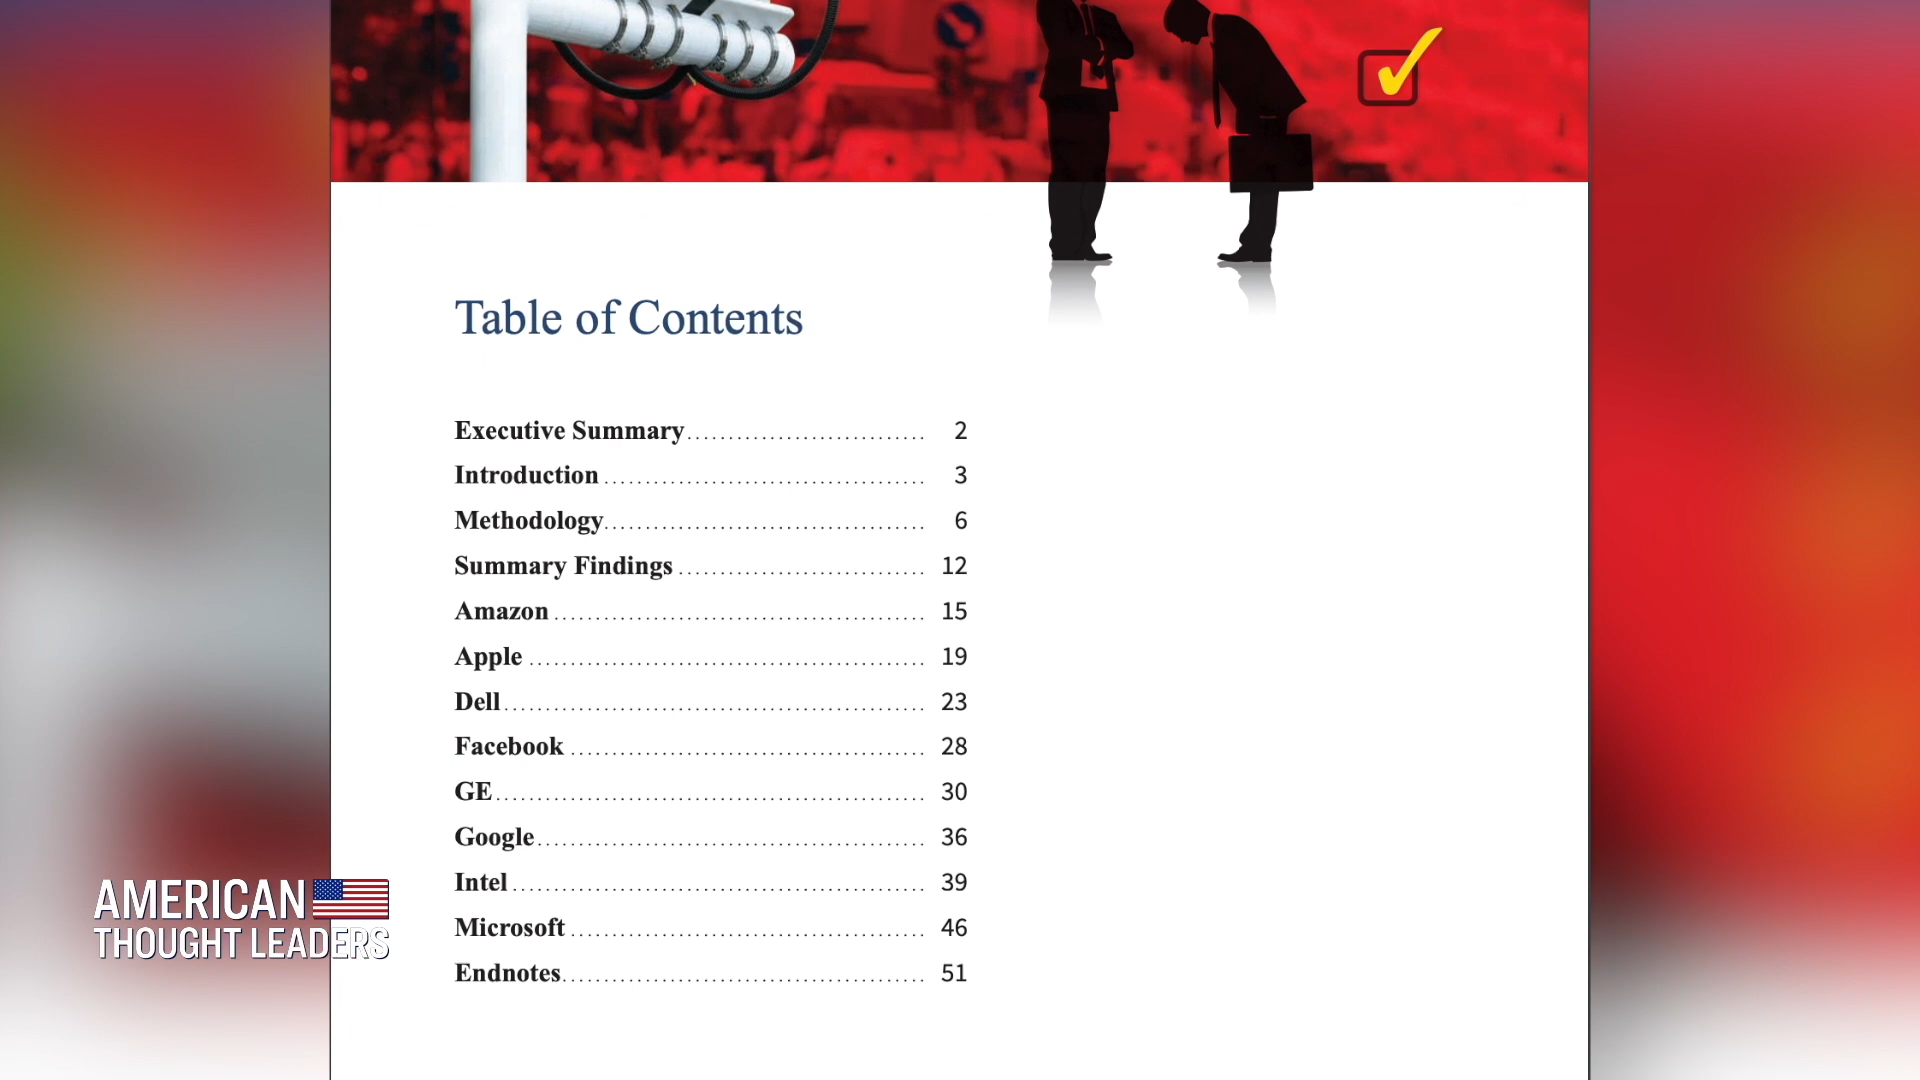 Table of Contents
Executive Summary............................ 2
Introduction ...................................... 3
Methodology...................................... 6
Summary Findings .............................. 12
Amazon ............................................ 15
Apple ............................................... 19
Dell.................................................. 23
Facebook .......................................... 28
GE................................................... 30
Google.............................................. 36
Intel ................................................. 39
Microsoft .......................................... 46
Endnotes........................................... 51
AMERICAN
THOUGHT LEADERS